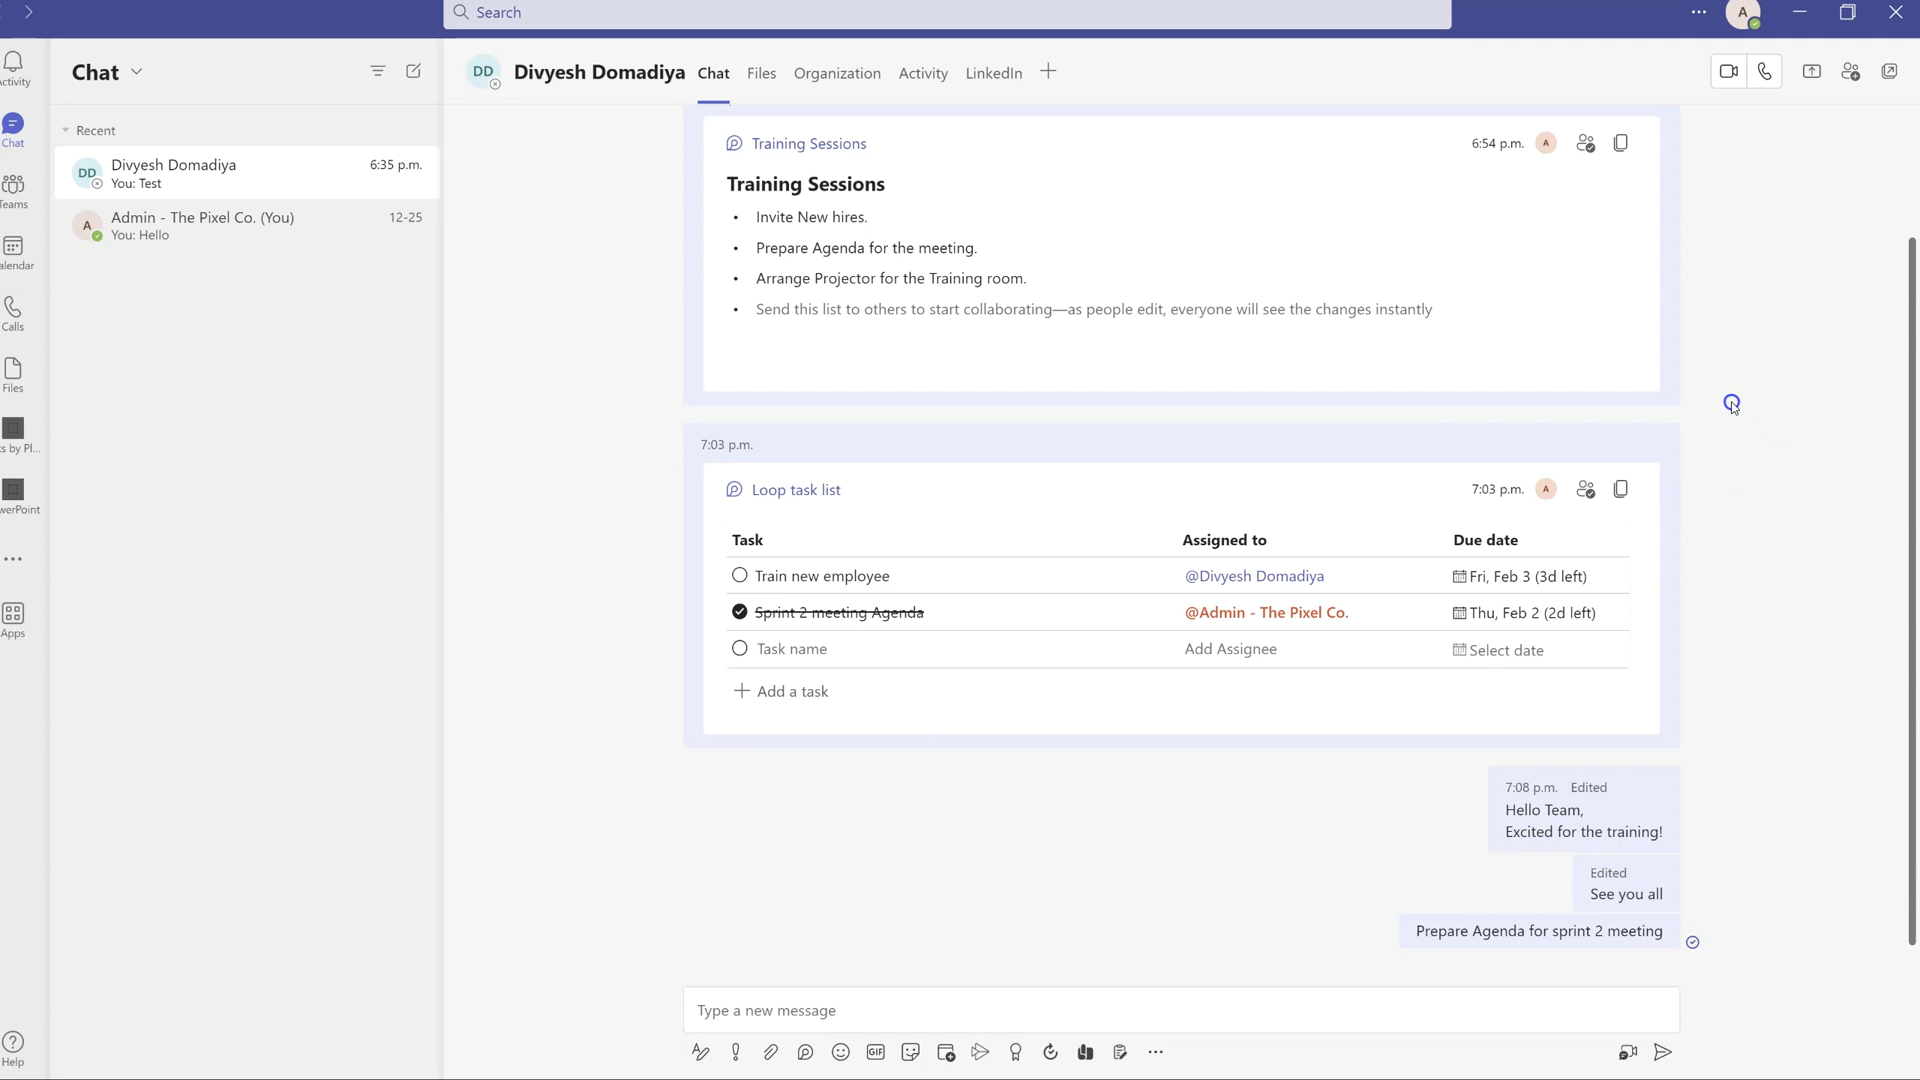 Search
A
Activity
Chat
Teams
alendar
Calls
Files
s by Pl...
werPoint
Apps
Help
Chat
Recent
DD
Divyesh Domadiya
6:35 p.m.
You: Test
A
Admin - The Pixel Co. (You)
12-25
You: Hello
DD
Divyesh Domadiya
Chat
Files
Organization
Activity
LinkedIn
Training Sessions
6:54 p.m.
A
Training Sessions
• Invite New hires.
• Prepare Agenda for the meeting.
• Arrange Projector for the Training room.
• Send this list to others to start collaborating—as people edit, everyone will see the changes instantly
7:03 p.m.
Loop task list
7:03 p.m.
A
Task Assigned to Due date
Train new employee @Divyesh Domadiya Fri, Feb 3 (3d left)
Sprint 2 meeting Agenda @Admin - The Pixel Co. Thu, Feb 2 (2d left)
Task name Add Assignee Select date
Add a task
7:08 p.m. Edited
Hello Team,
Excited for the training!
Edited
See you all
Prepare Agenda for sprint 2 meeting
Type a new message
GIF